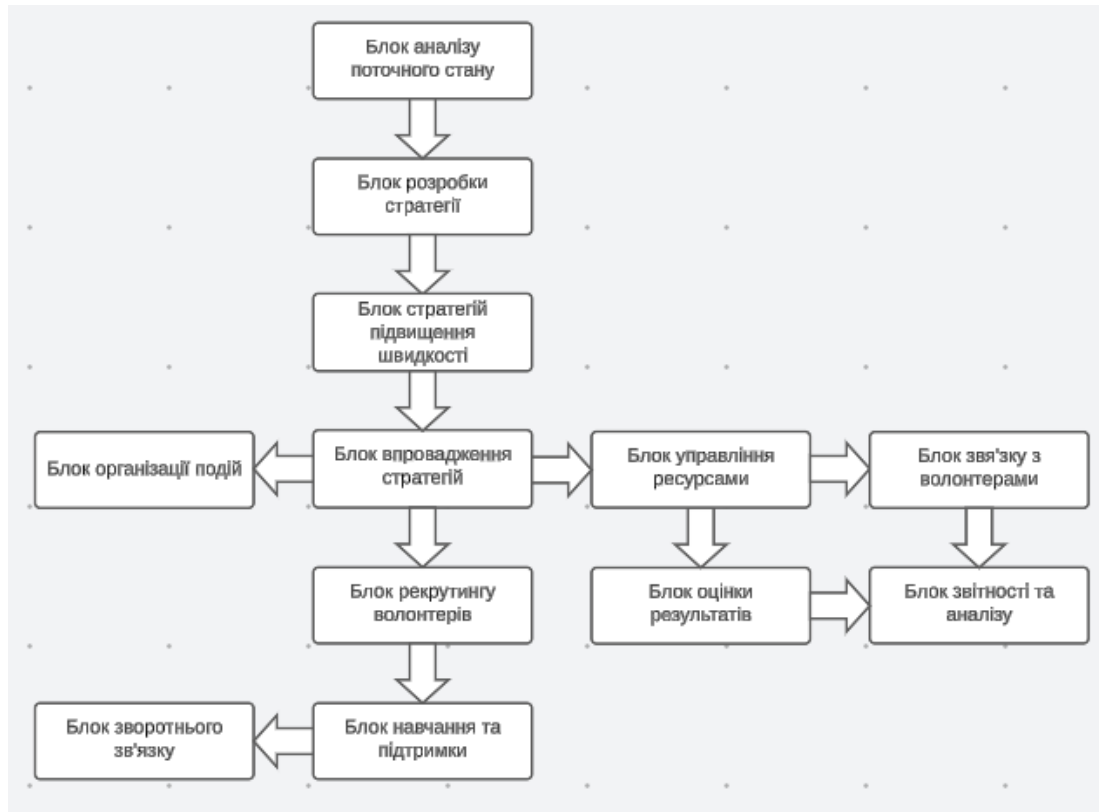 Блок аналізу
поточного стану
Блок розробки
стратегії
Блок стратегій
підвищення
швидкості
Блок організації подій
Блок впровадження
стратегій
Блок управління
ресурсами
Блок звя'зку з
волонтерами
Блок рекрутингу
волонтерів
Блок оцінки
результатів
Блок звітності та
аналізу
Блок зворотнього
зв'язку
Блок навчання та
підтримки